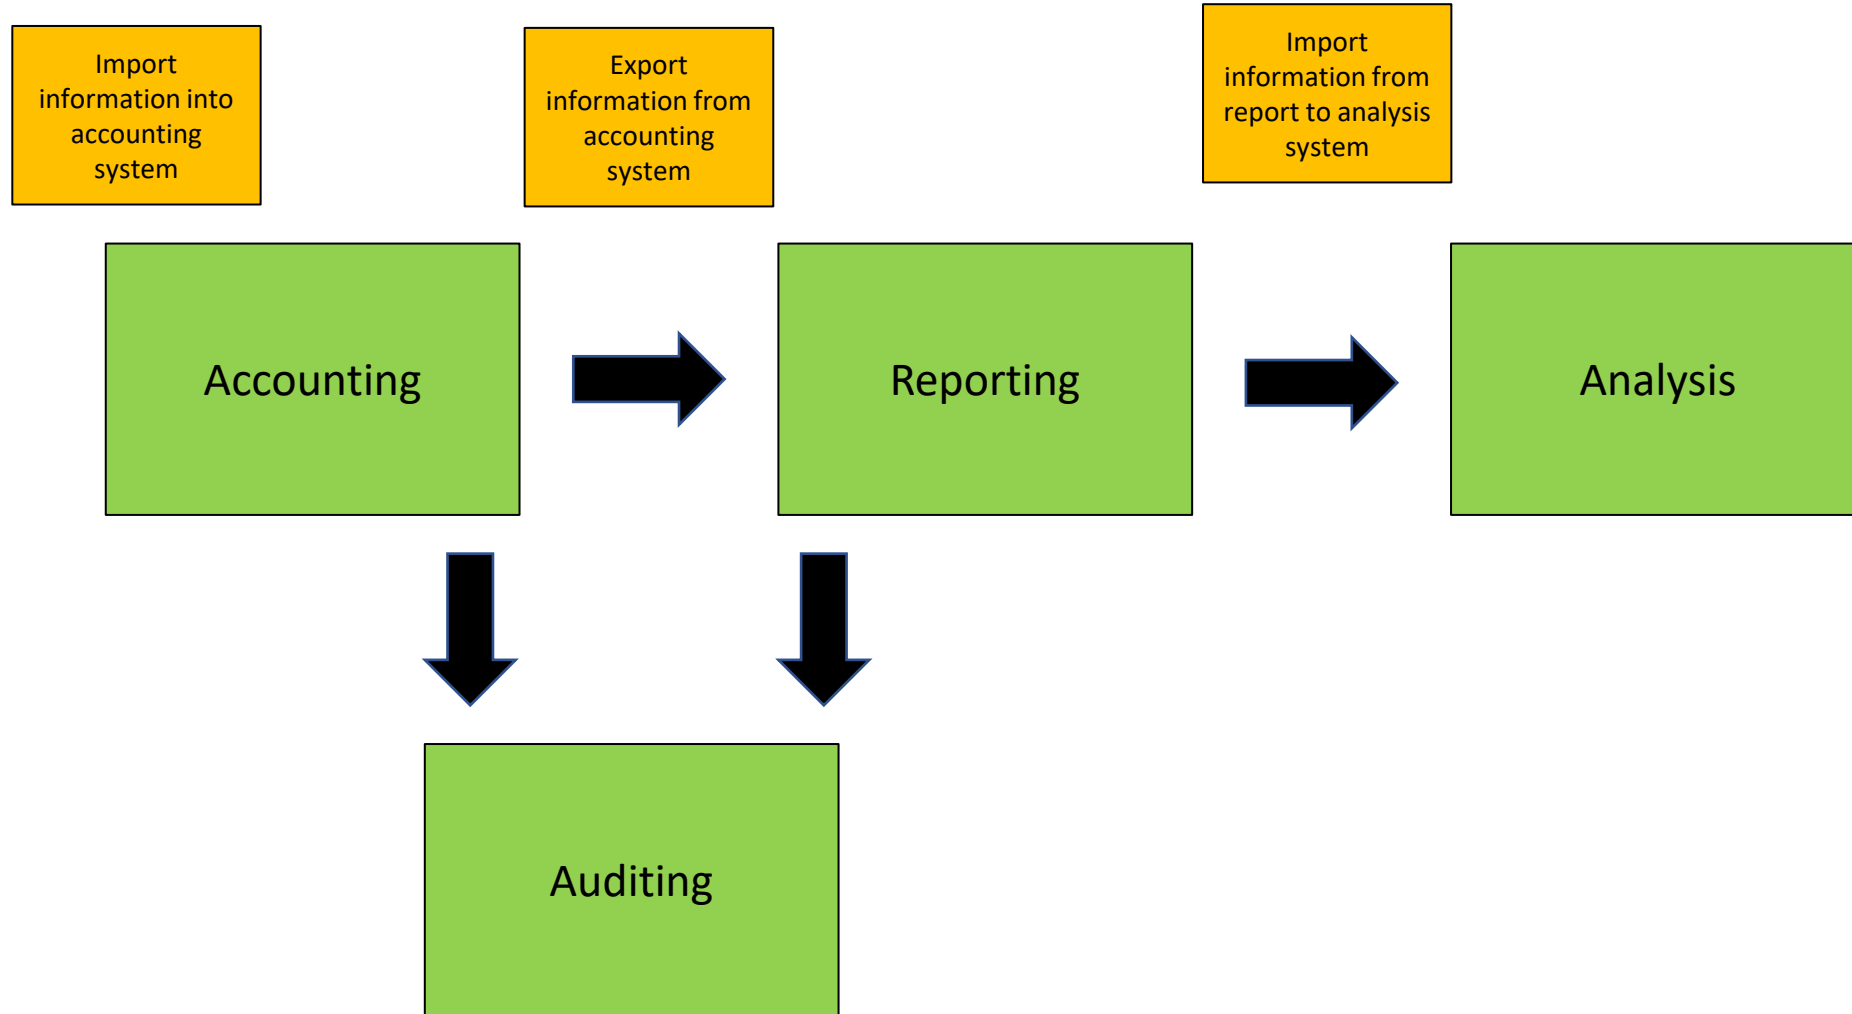 Import
information into
accounting
system
Export
information from
accounting
system
Import
information from
report to analysis
system
Accounting
Reporting
Analysis
Auditing